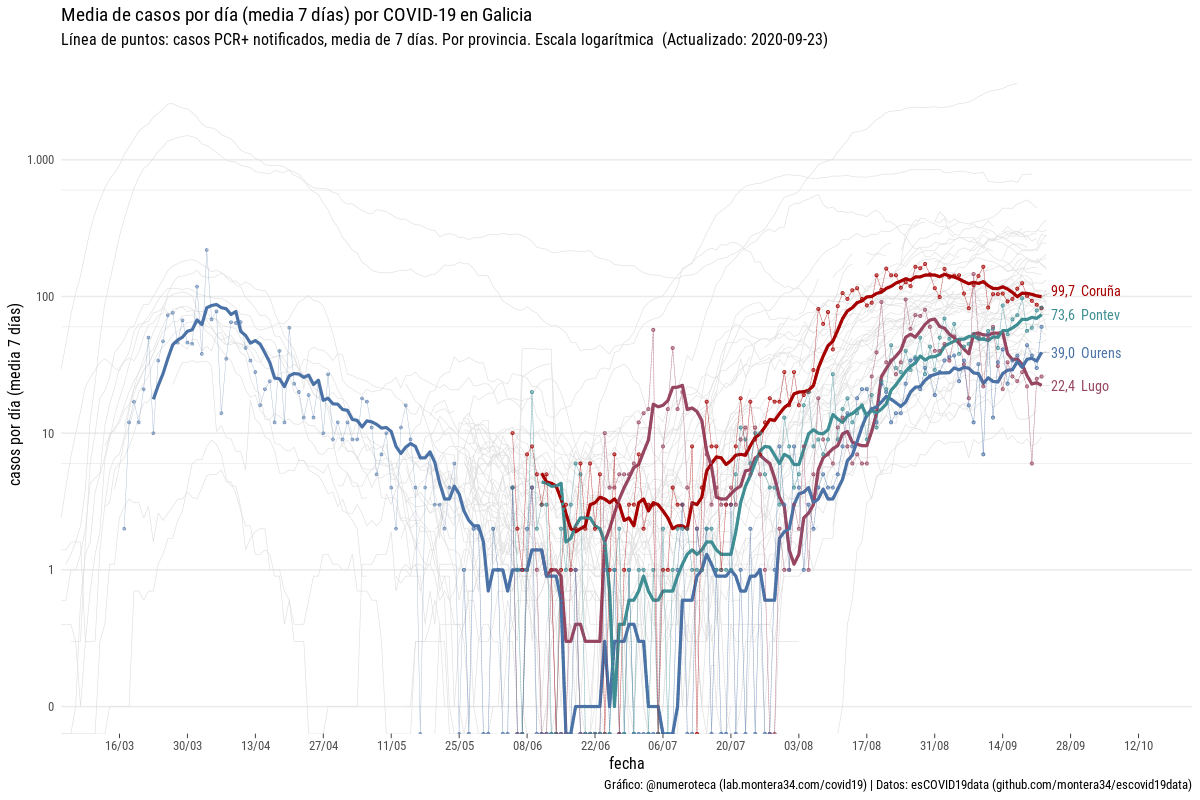 Media de casos por día (media 7 días) por COVID-19 en Galicia
Línea de puntos: casos PCR+ notificados, media de 7 días. Por provincia. Escala logarítmica (Actualizado: 2020-09-23)
casos por día (media 7 días)
1.000
100
10
1
0
99,7 Coruña
73,6 Pontev
39,0 Ourens
22,4 Lugo
16/03 30/03 13/04 27/04 11/05 25/05 08/06 22/06 06/07 20/07 03/08 17/08 31/08 14/09 28/09 12/10
fecha
Gráfico: @numeroteca (lab.montera34.com/covid19) | Datos: esCOVID19data (github.com/montera34/escovid19data)